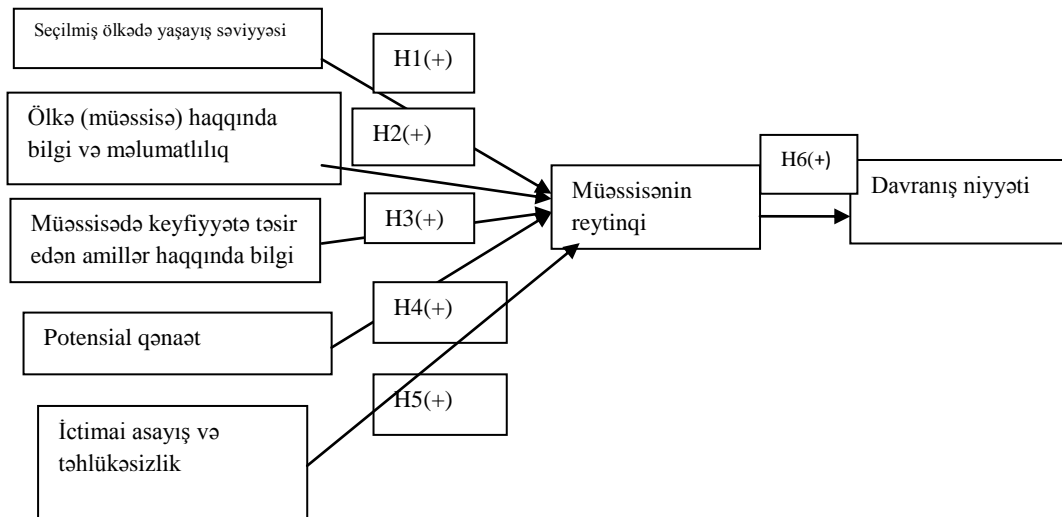 Seçilmiş ölkədə yaşayış səviyyəsi
H1(+)
Ölkə (müəssisə) haqqında
bilgi və məlumatlılıq
H2(+)
Müəssisədə keyfiyyətə təsir
edən amillər haqqında bilgi
H3(+)
Potensial qənaət
H4(+)
İctimai asayış və
təhlükəsizlik
H5(+)
Müəssisənin
reytinqi
H6(+)
Davranış niyyəti